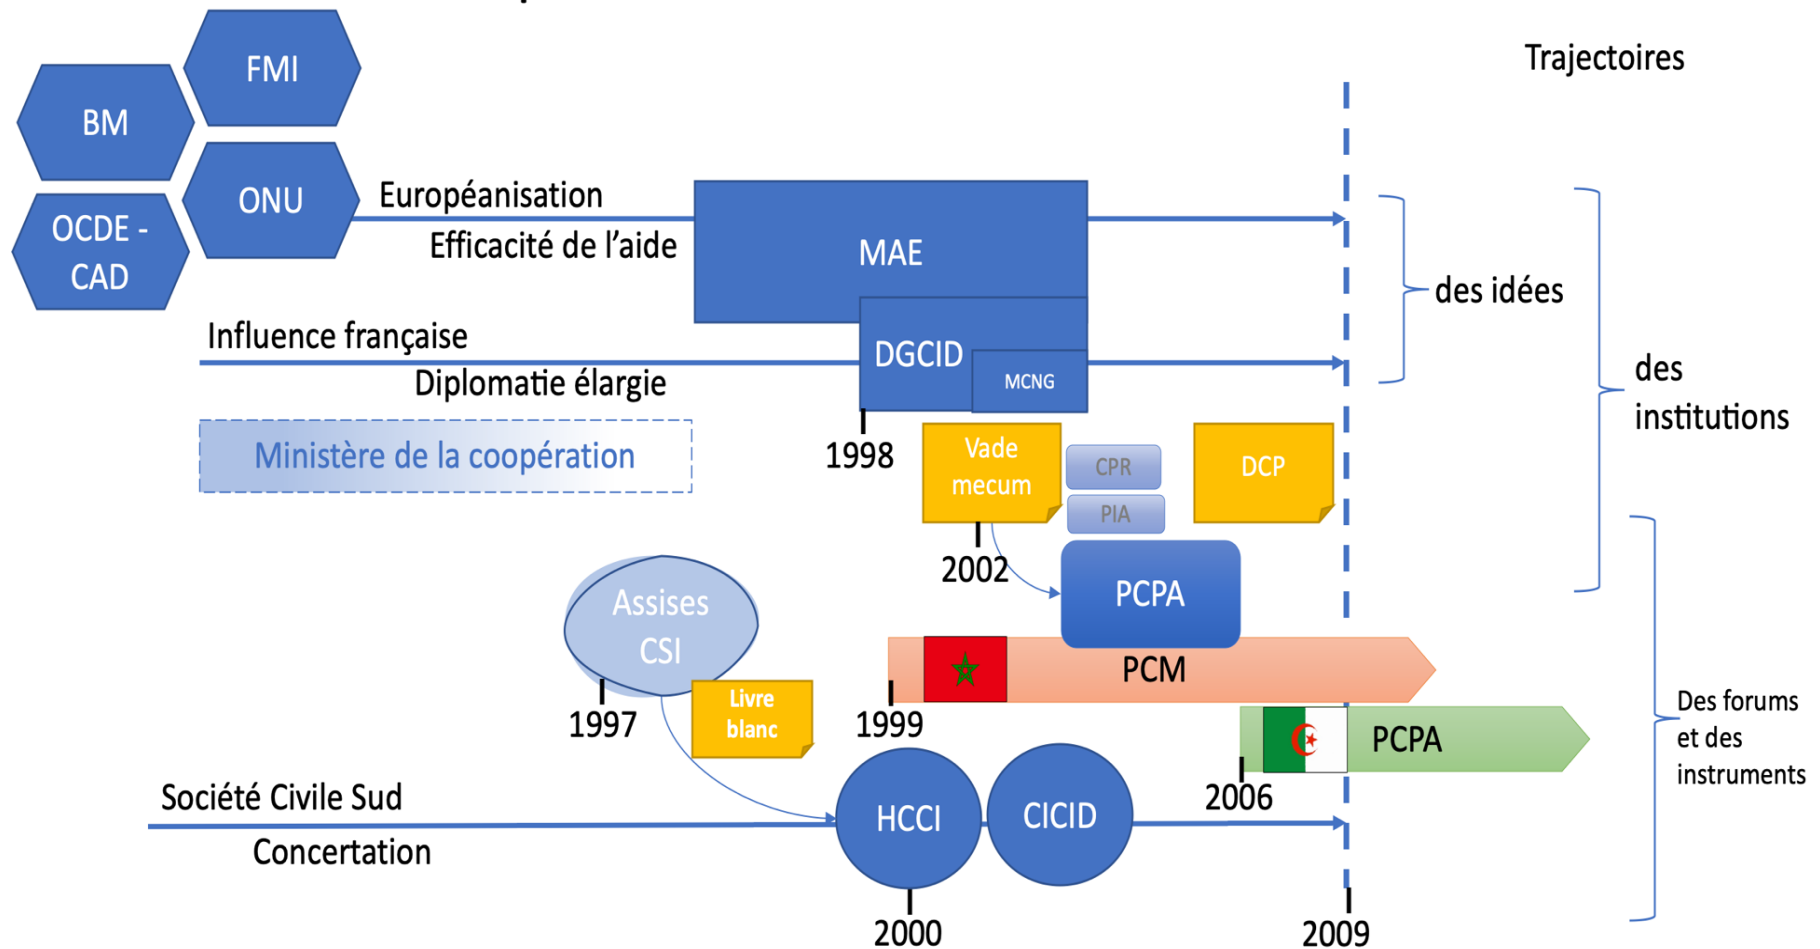 FMI
Trajectoires
BM
Européanisation
ONU
OCDE -
CAD
Efficacité de l'aide
MAE
des idées
Influence française
DGCID
Diplomatie élargie
MCNG
des
institutions
Ministère de la coopération
1998
Vade
mecum
CPR
DCP
PIA
2002
PCPA
Assises
CSI
PCM
Livre
blanc
1997
1999
Des forums
et des
instruments
PCPA
2006
Société Civile Sud
HCCI
CICID
Concertation
2000
2009